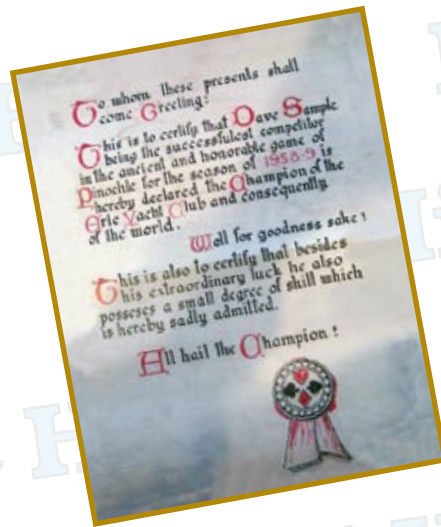 To whom these presents shall
come Greeting!
This is to certify that Dave Sample
being the successfulest competitor
in the ancient and honorable game of
Pinochle for the season of 1958-9 is
hereby declared the Champion of the
Erie Yacht Club and consequently
of the world.
Well for goodness sake!
This is also to certify that besides
his extraordinary luck he also
posseses a small degree of skill which
is hereby sadly admitted.
All hail the Champion!